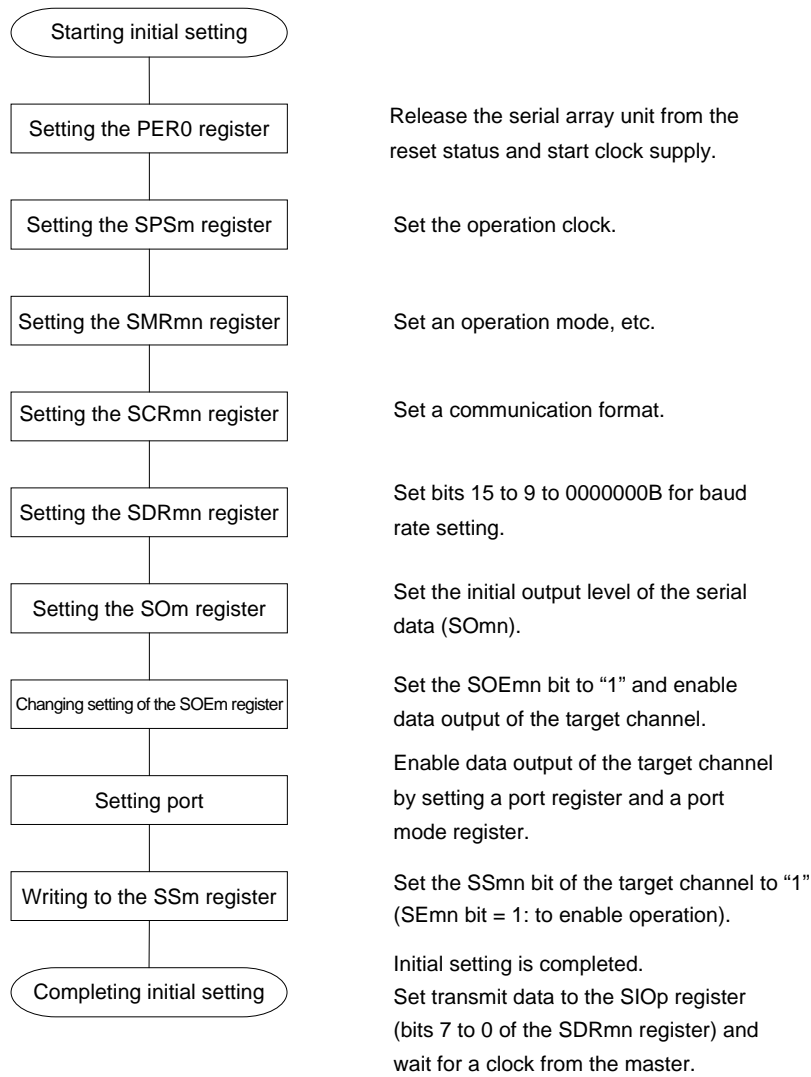 Starting initial setting
Setting the PER0 register
Release the serial array unit from the
reset status and start clock supply.
Setting the SPSm register
Set the operation clock.
Setting the SMRmn register
Set an operation mode, etc.
Setting the SCRmn register
Set a communication format.
Setting the SDRmn register
Set bits 15 to 9 to 0000000B for baud
rate setting.
Setting the SOm register
Set the initial output level of the serial
data (SOmn).
Changing setting of the SOEm register
Set the SOEmn bit to “1” and enable
data output of the target channel.
Setting port
Enable data output of the target channel
by setting a port register and a port
mode register.
Writing to the SSm register
Set the SSmn bit of the target channel to “1”
(SEmn bit = 1: to enable operation).
Completing initial setting
Initial setting is completed.
Set transmit data to the SIOp register
(bits 7 to 0 of the SDRmn register) and
wait for a clock from the master.